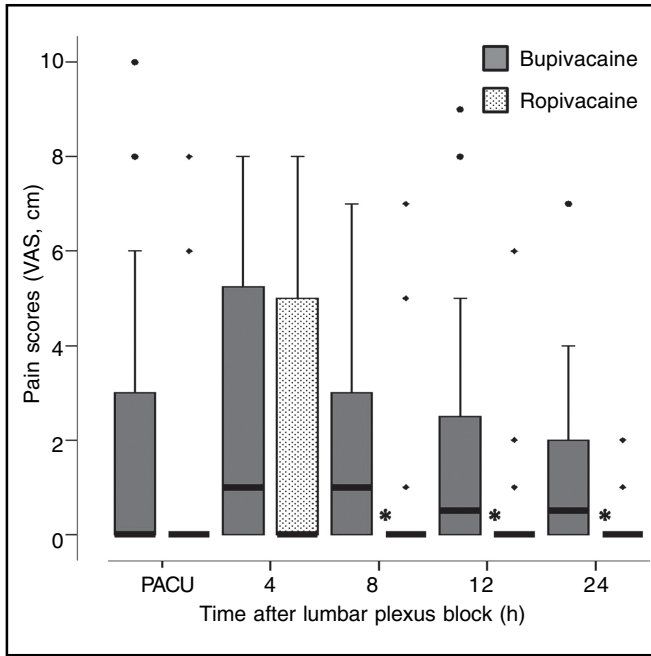 Bupivacaine
Ropivacaine
Pain scores (VAS, cm)
10
8
6
4
2
0
*
*
*
PACU 4 8 12 24
Time after lumbar plexus block (h)